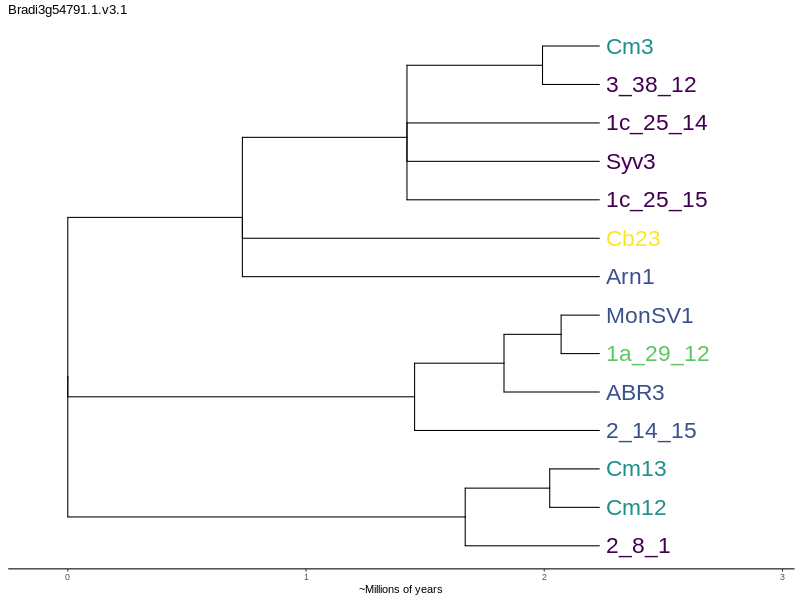 Bradi3g54791.1.v3.1
Cm3
3_38_12
1c_25_14
Syv3
1c_25_15
Cb23
Arn1
MonSV1
1a_29_12
ABR3
2_14_15
Cm13
Cm12
2_8_1
0 1 2 3
~Millions of years